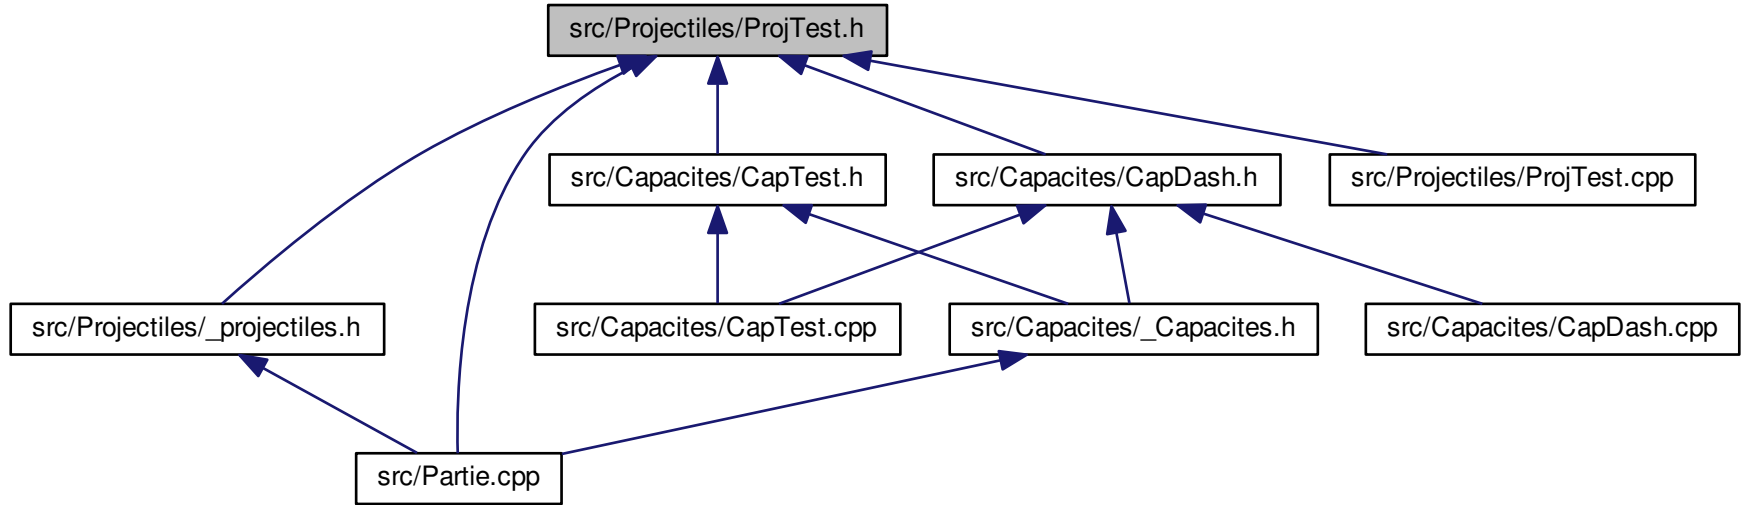 src/Projectiles/ProjTest.h
src/Capacites/CapTest.h
src/Capacites/CapDash.h
src/Projectiles/ProjTest.cpp
src/Projectiles/_projectiles.h
src/Capacites/CapTest.cpp
src/Capacites/_Capacites.h
src/Capacites/CapDash.cpp
src/Partie.cpp